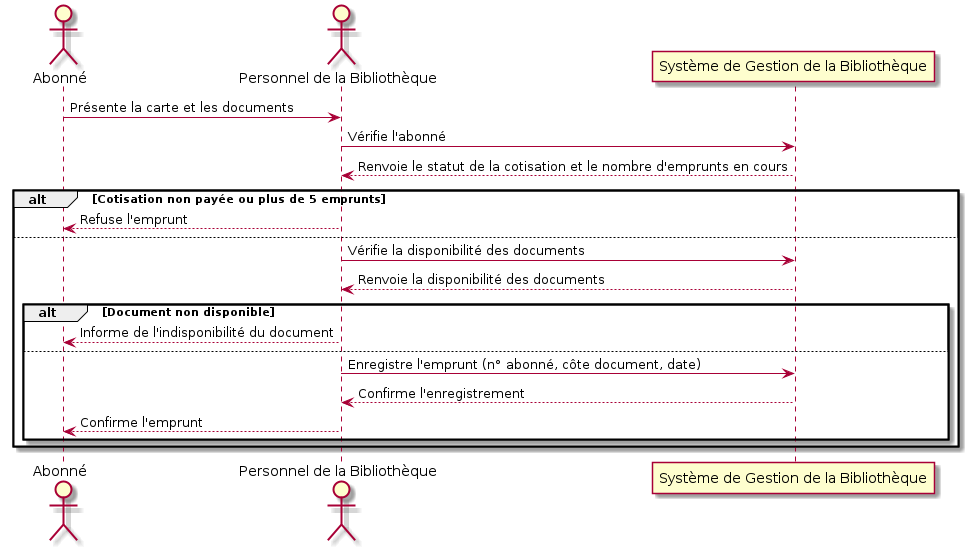 Abonné
Personnel de la Bibliothèque
Système de Gestion de la Bibliothèque
Présente la carte et les documents
Vérifie l'abonné
Renvoie le statut de la cotisation et le nombre d'emprunts en cours
alt [Cotisation non payée ou plus de 5 emprunts]
Refuse l'emprunt
Vérifie la disponibilité des documents
Renvoie la disponibilité des documents
alt [Document non disponible]
Informe de l'indisponibilité du document
Enregistre l'emprunt (n° abonné, côte document, date)
Confirme l'enregistrement
Confirme l'emprunt
Abonné
Personnel de la Bibliothèque
Système de Gestion de la Bibliothèque